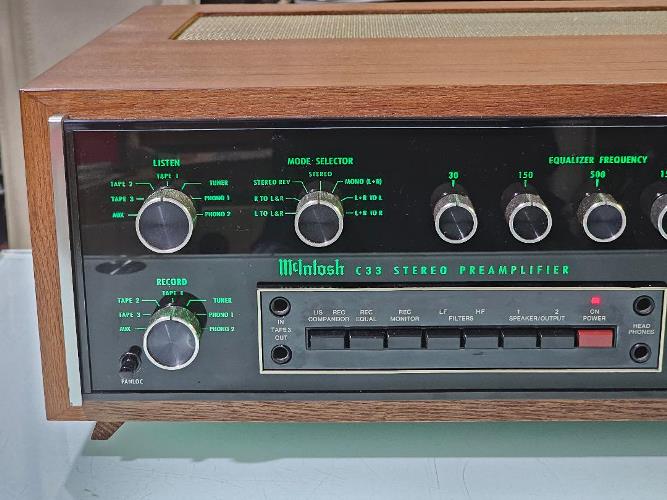 LISTEN
TAPE 1
TAPE 2 TUNER
TAPE 3 PHONO 1
AUX PHONO 2
MODE SELECTOR
STEREO
STEREO REV MONO (L+R)
R TO L&R L+R TO L
L TO L&R L+R TO R
EQUALIZER FREQUENCY
30 150 500
McIntosh C33 STEREO PREAMPLIFIER
RECORD
TAPE 1
TAPE 2 TUNER
TAPE 3 PHONO 1
AUX PHONO 2
PANLOC
IN
TAPE 3
OUT
LIS REC
COMPANDOR
REC
EQUAL
REC
MONITOR
LF HF
FILTERS
1 2
SPEAKER/OUTPUT
ON
POWER
HEAD
PHONES